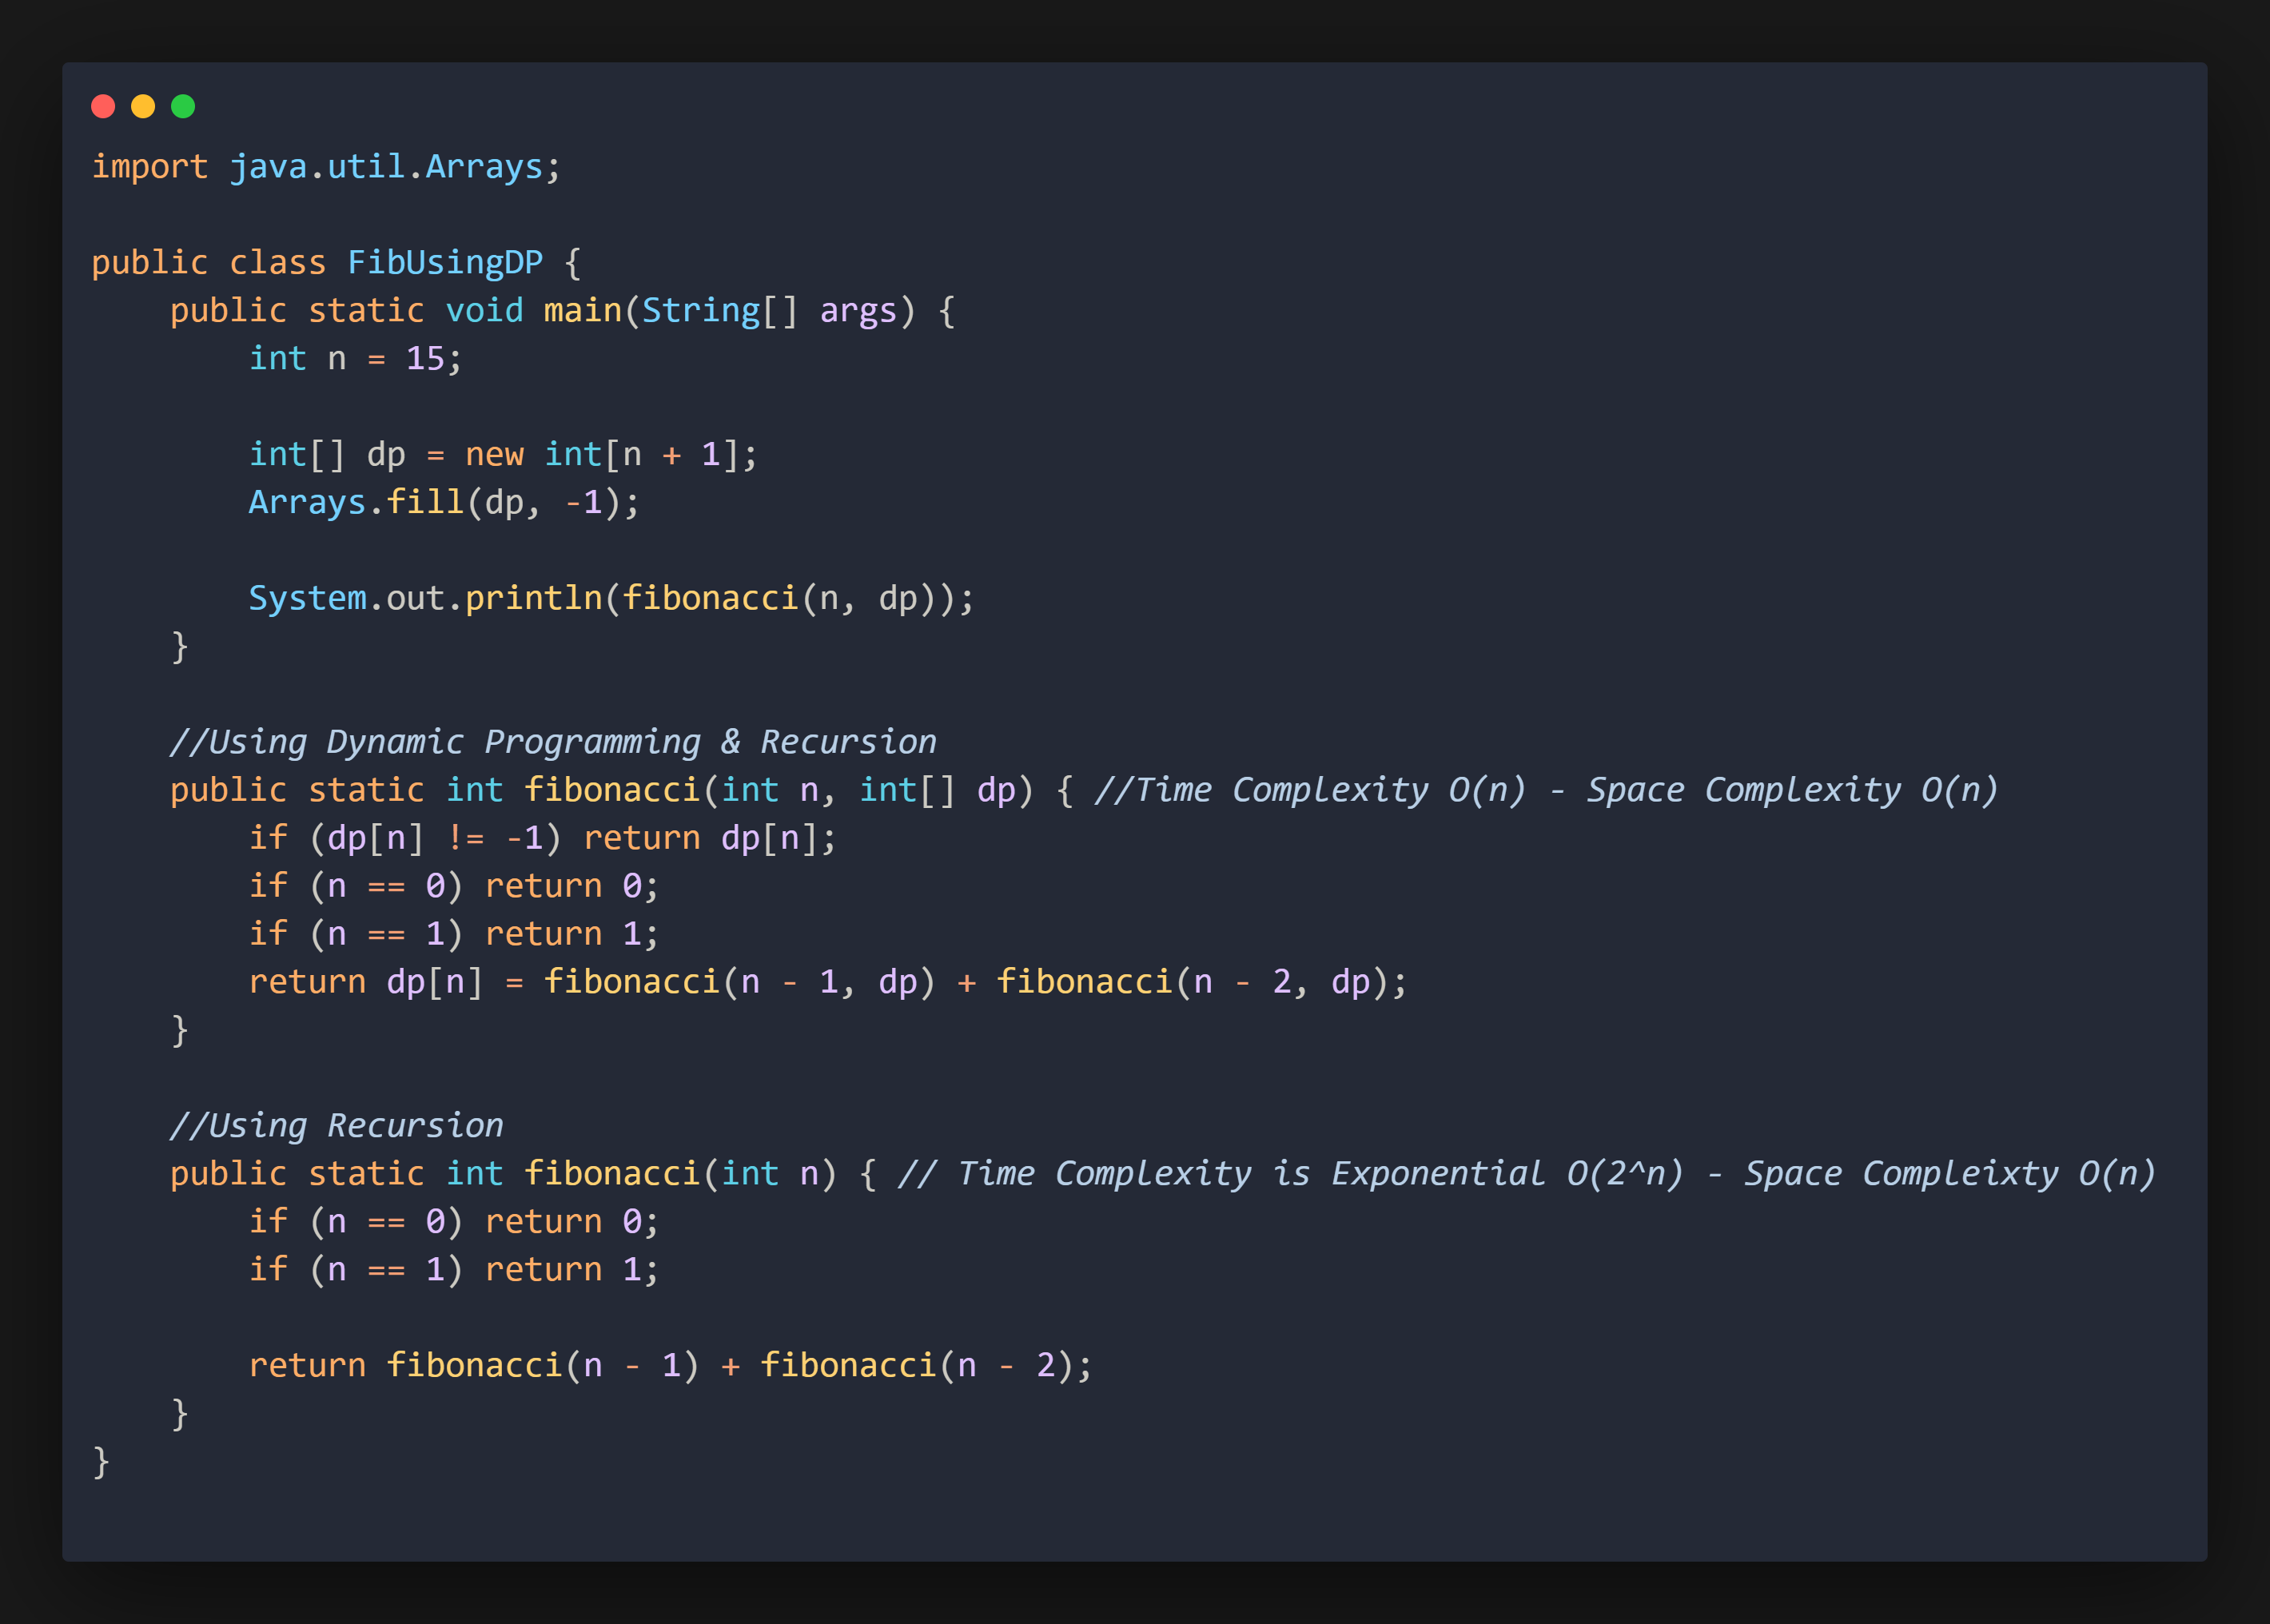 import java.util.Arrays;

public class FibUsingDP {
    public static void main(String[] args) {
        int n = 15;

        int[] dp = new int[n + 1];
        Arrays.fill(dp, -1);

        System.out.println(fibonacci(n, dp));
    }

    //Using Dynamic Programming & Recursion
    public static int fibonacci(int n, int[] dp) { //Time Complexity O(n) - Space Complexity O(n)
        if (dp[n] != -1) return dp[n];
        if (n == 0) return 0;
        if (n == 1) return 1;
        return dp[n] = fibonacci(n - 1, dp) + fibonacci(n - 2, dp);
    }

    //Using Recursion
    public static int fibonacci(int n) { // Time Complexity is Exponential O(2^n) - Space Compleixty O(n)
        if (n == 0) return 0;
        if (n == 1) return 1;

        return fibonacci(n - 1) + fibonacci(n - 2);
    }
}